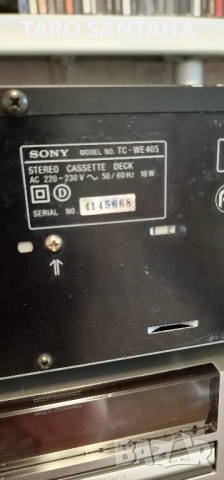 TARO SANTANA
SONY MODEL NO. TC-WE405
STEREO CASSETTE DECK
AC 220-230V ~ 50/60Hz 18W
D
SERIAL NO. 4145668
BAZAR